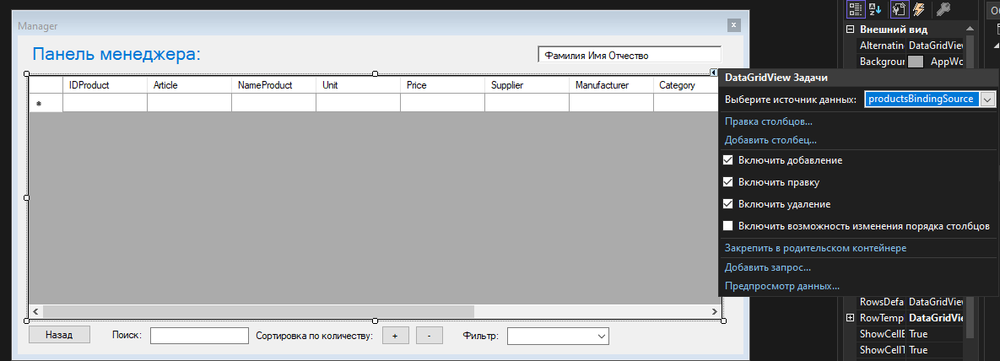 Manager
x
Панель менеджера:
Фамилия Имя Отчество
IDProduct Article NameProduct Unit Price Supplier Manufacturer Category
Назад Поиск: Сортировка по количеству: + - Фильтр:
DataGridView Задачи
Выберите источник данных: productsBindingSource
Правка столбцов...
Добавить столбец...
Включить добавление
Включить правку
Включить удаление
Включить возможность изменения порядка столбцов
Закрепить в родительском контейнере
Добавить запрос...
Предпросмотр данных...
Внешний вид
Alternatin DataGridView
Backgroun AppWo
RowsDefa DataGridView
RowTemp DataGridVie
ShowCellE True
ShowCellT True